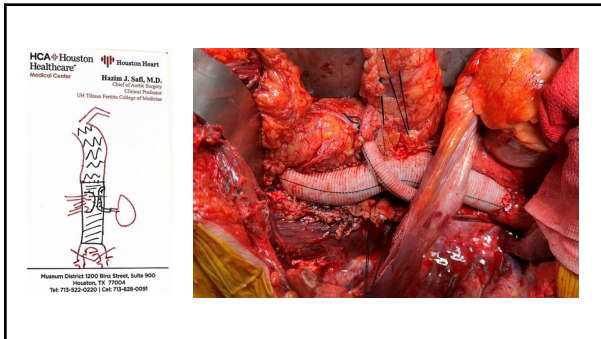 HCA Houston Healthcare
Houston Heart
Medical Center
Hazim J. Safi, M.D.
Chief of Aortic Surgery
Clinical Professor
UH Tilman Fertitta College of Medicine
Museum District 1200 Binz Street, Suite 900
Houston, TX 77004
Tel: 713-522-0220 | Cel: 713-828-0091